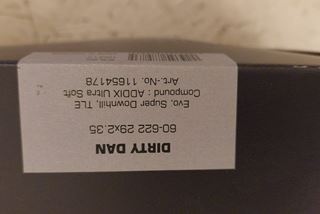 DIRTY DAN
60-622 29x2.35
Evo, Super Downhill, TLE
Compound : ADDIX Ultra Soft
Art.-No. 11654178